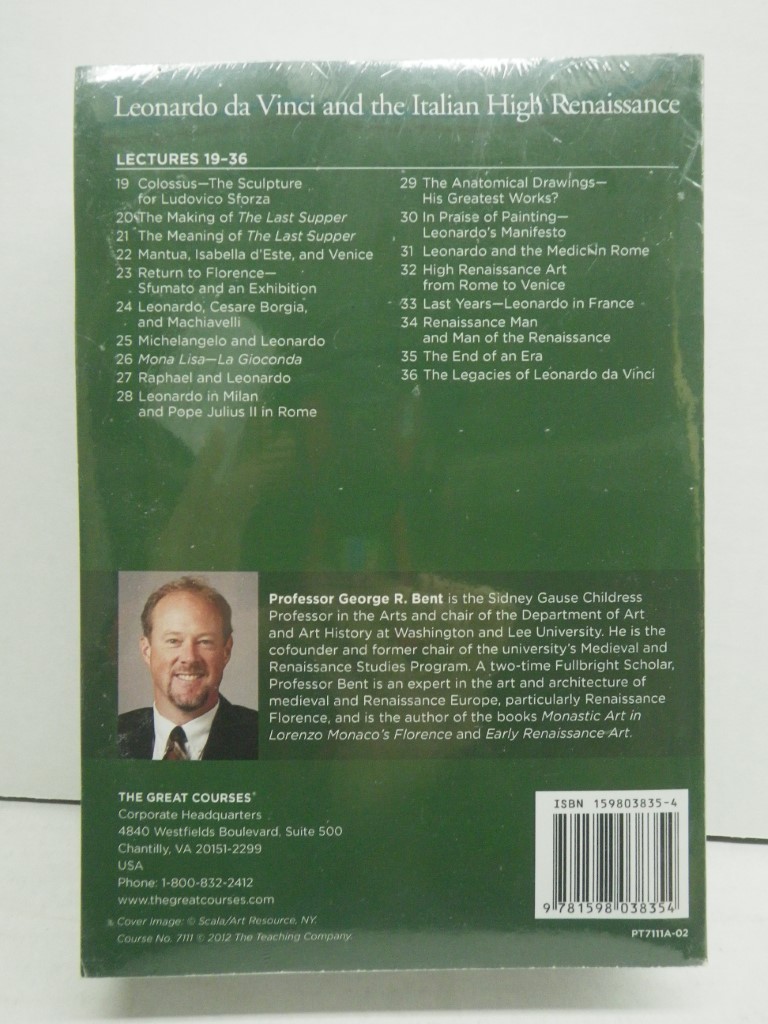 Leonardo da Vinci and the Italian High Renaissance
LECTURES 19–36
19 Colossus—The Sculpture
for Ludovico Sforza
20 The Making of The Last Supper
21 The Meaning of The Last Supper
22 Mantua, Isabella d'Este, and Venice
23 Return to Florence—
Sfumato and an Exhibition
24 Leonardo, Cesare Borgia,
and Machiavelli
25 Michelangelo and Leonardo
26 Mona Lisa—La Gioconda
27 Raphael and Leonardo
28 Leonardo in Milan
and Pope Julius II in Rome
29 The Anatomical Drawings—
His Greatest Works?
30 In Praise of Painting—
Leonardo's Manifesto
31 Leonardo and the Medici in Rome
32 High Renaissance Art
from Rome to Venice
33 Last Years—Leonardo in France
34 Renaissance Man
and Man of the Renaissance
35 The End of an Era
36 The Legacies of Leonardo da Vinci
Professor George R. Bent is the Sidney Gause Childress
Professor in the Arts and chair of the Department of Art
and Art History at Washington and Lee University. He is the
cofounder and former chair of the university's Medieval and
Renaissance Studies Program. A two-time Fullbright Scholar,
Professor Bent is an expert in the art and architecture of
medieval and Renaissance Europe, particularly Renaissance
Florence, and is the author of the books Monastic Art in
Lorenzo Monaco's Florence and Early Renaissance Art.
THE GREAT COURSES®
Corporate Headquarters
4840 Westfields Boulevard, Suite 500
Chantilly, VA 20151-2299
USA
Phone: 1-800-832-2412
www.thegreatcourses.com
Cover Image: © Scala/Art Resource, NY.
Course No. 7111 © 2012 The Teaching Company.
ISBN 159803835-4
9 781598 038354
PT7111A-02